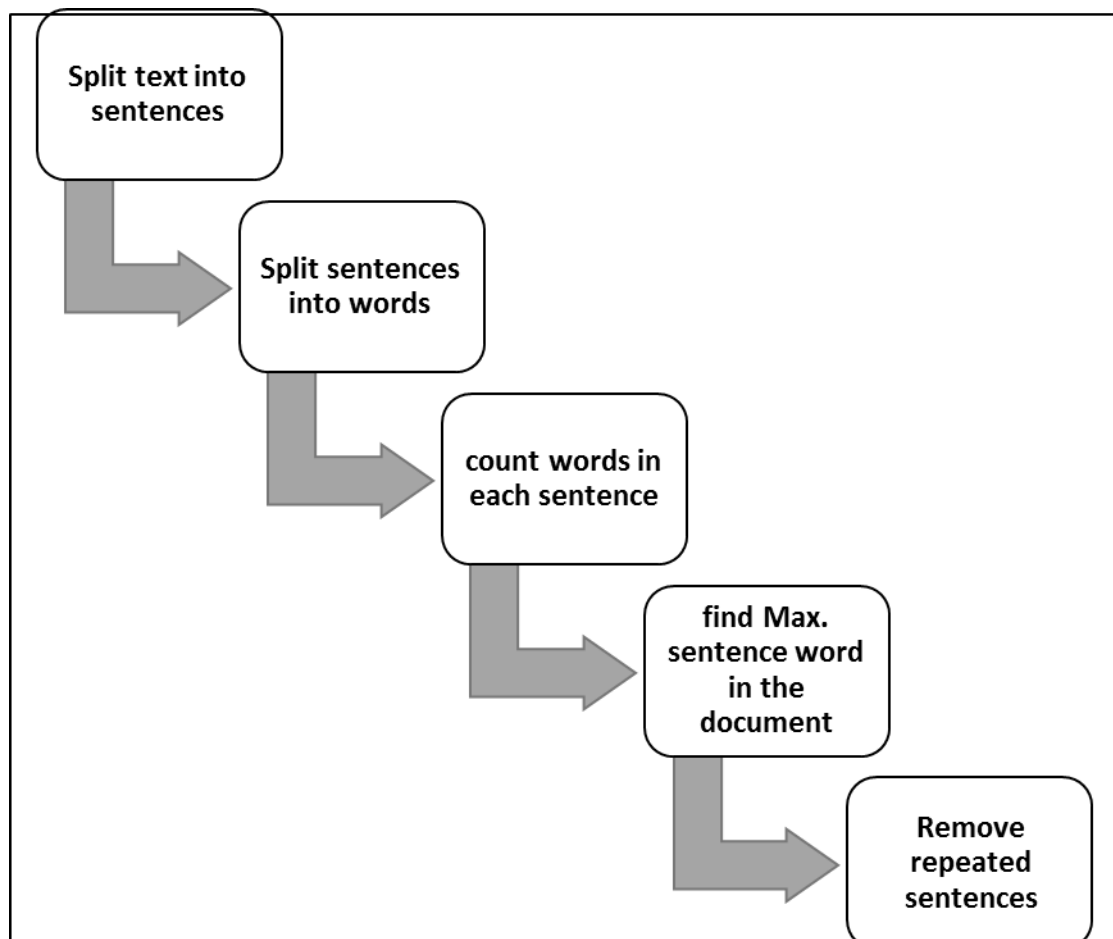 Split text into
sentences
Split sentences
into words
count words in
each sentence
find Max.
sentence word
in the
document
Remove
repeated
sentences